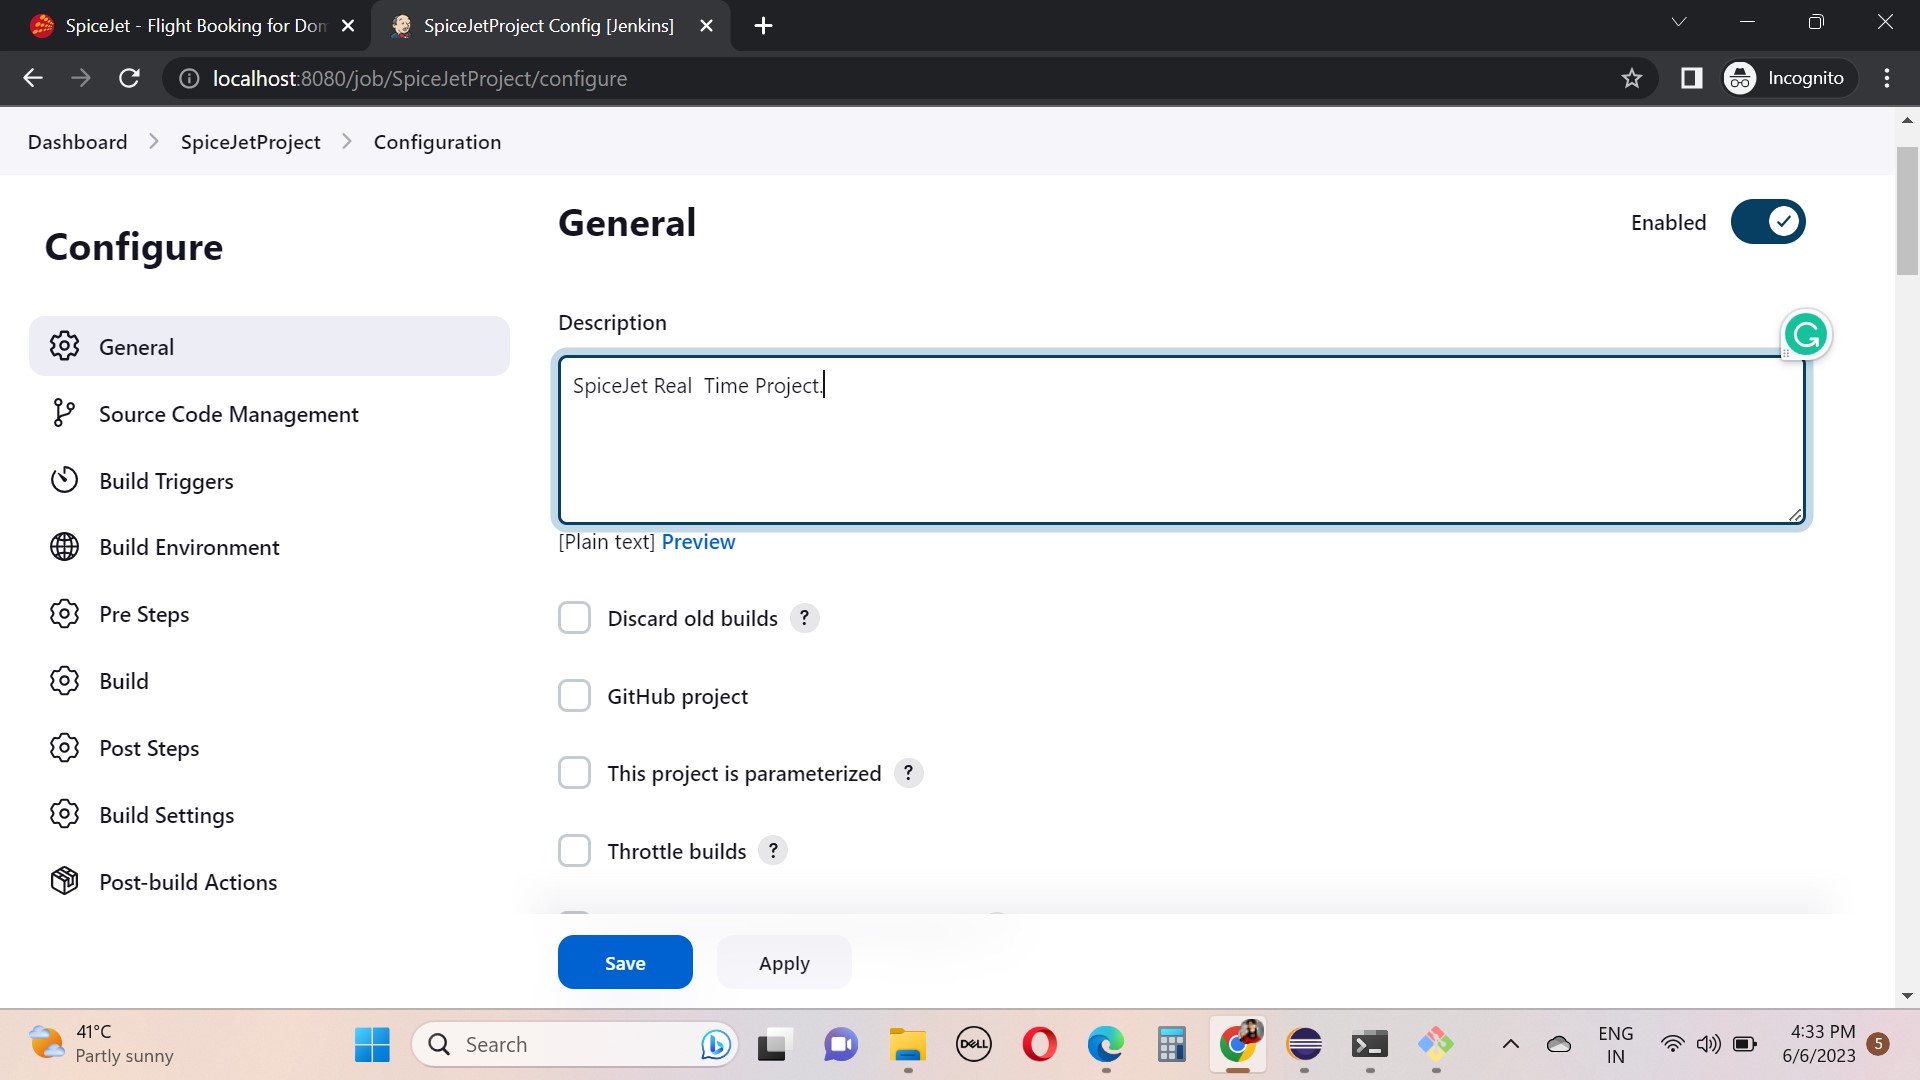 SpiceJet - Flight Booking for Dom
SpiceJetProject Config [Jenkins]
localhost:8080/job/SpiceJetProject/configure
Incognito
Dashboard > SpiceJetProject > Configuration
Configure
General
Source Code Management
Build Triggers
Build Environment
Pre Steps
Build
Post Steps
Build Settings
Post-build Actions
General
Enabled
Description
SpiceJet Real  Time Project.
[Plain text] Preview
Discard old builds ?
GitHub project
This project is parameterized ?
Throttle builds ?
Save
Apply
41°C
Partly sunny
Search
DELL
ENG
IN
4:33 PM
6/6/2023
5